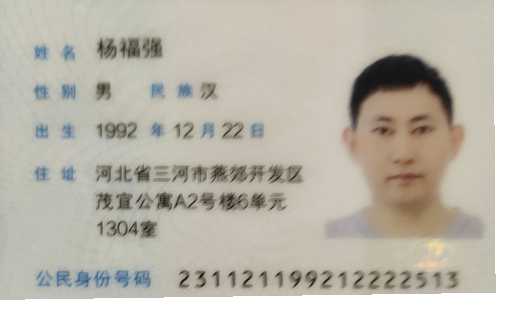 姓名 杨福强
性别 男 民族 汉
出生 1992 年 12 月 22 日
住址 河北省三河市燕郊开发区
茂宜公寓A2号楼6单元
1304室
公民身份号码 231121199212222513